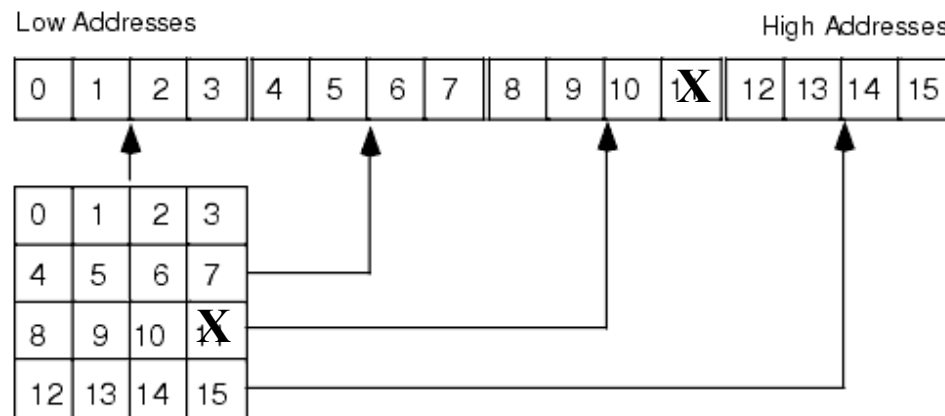 Low Addresses High Addresses
0 1 2 3 4 5 6 7 8 9 10 X 12 13 14 15
0 1 2 3
4 5 6 7
8 9 10 X
12 13 14 15